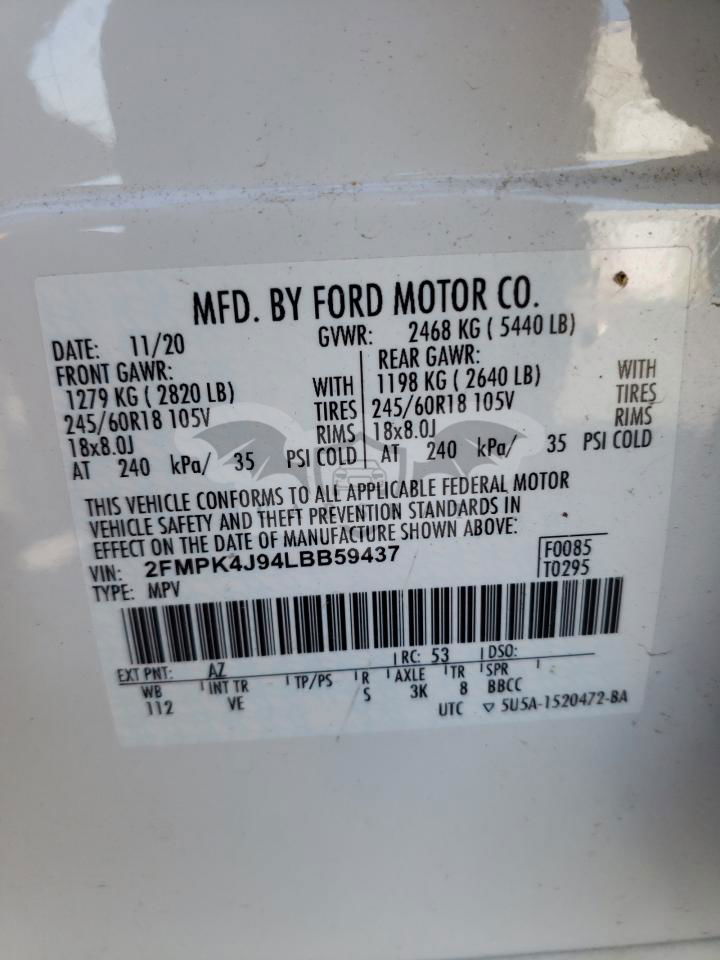 MFD. BY FORD MOTOR CO.
DATE: 11/20 GVWR: 2468 KG ( 5440 LB)
FRONT GAWR: REAR GAWR:
1279 KG ( 2820 LB) WITH 1198 KG ( 2640 LB) WITH
245/60R18 105V TIRES 245/60R18 105V TIRES
18x8.0J RIMS 18x8.0J RIMS
AT 240 kPa/ 35 PSI COLD AT 240 kPa/ 35 PSI COLD
THIS VEHICLE CONFORMS TO ALL APPLICABLE FEDERAL MOTOR
VEHICLE SAFETY AND THEFT PREVENTION STANDARDS IN
EFFECT ON THE DATE OF MANUFACTURE SHOWN ABOVE:
VIN: 2FMPK4J94LBB59437 F0085
TYPE: MPV T0295
EXT PNT: AZ RC: 53 DSO:
WB INT TR TP/PS R AXLE TR SPR
112 VE S 3K 8 BBCC
UTC ▽ 5U5A-1520472-BA